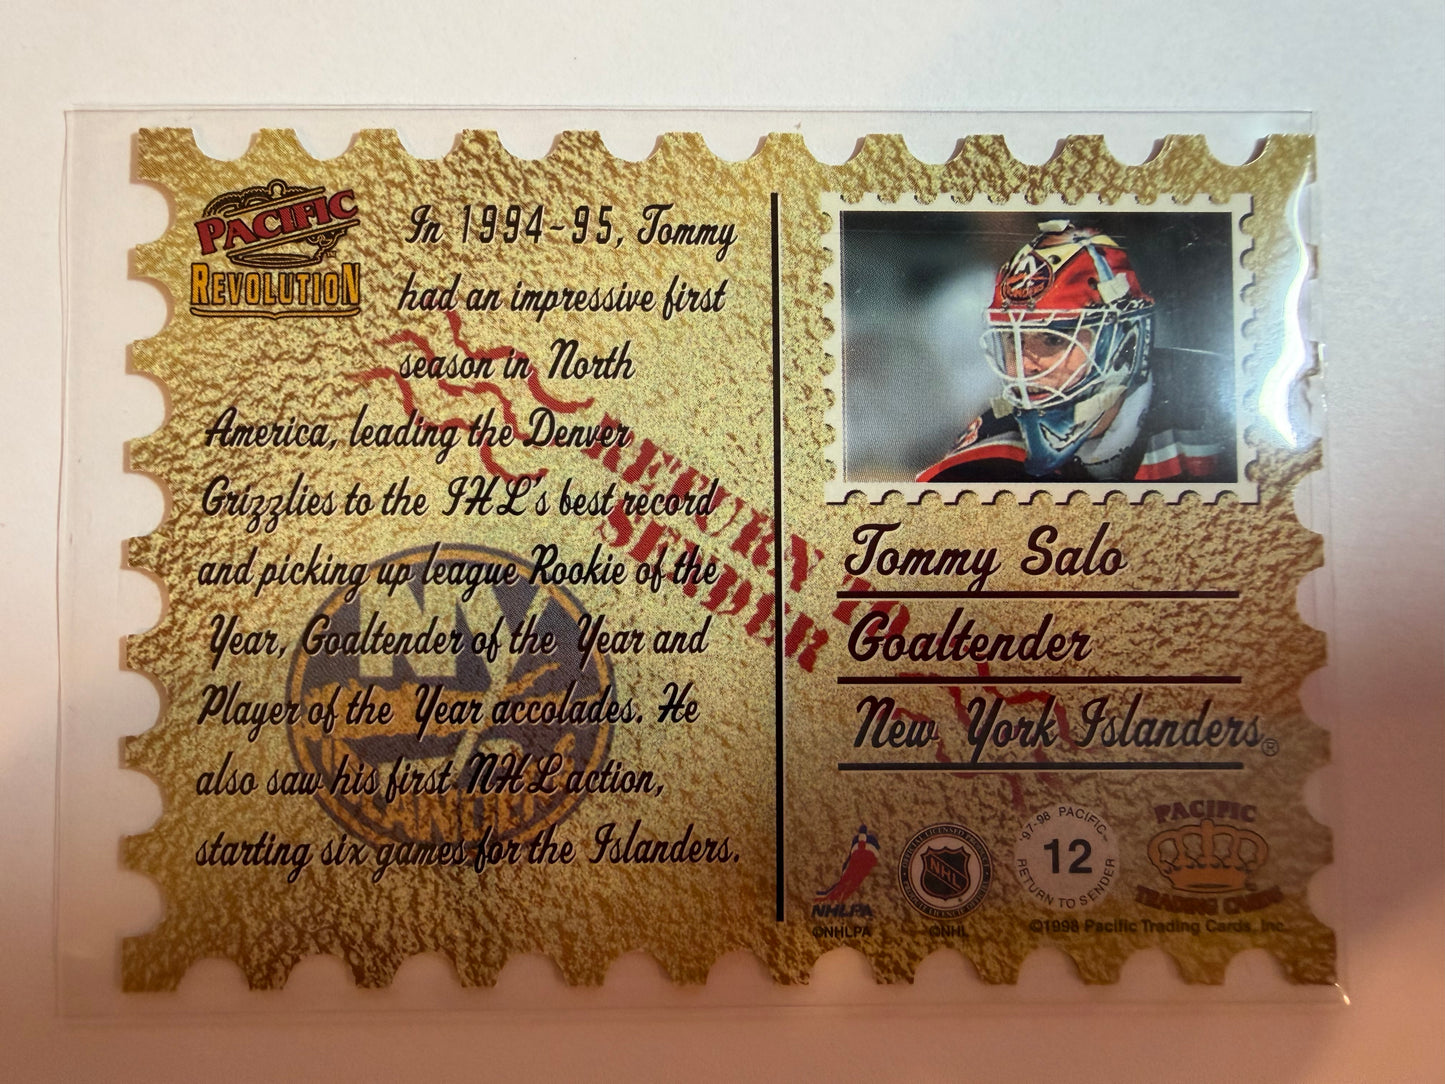 PACIFIC
REVOLUTION
In 1994-95, Tommy
had an impressive first
season in North
America, leading the Denver
Grizzlies to the IHL's best record
and picking up league Rookie of the
Year, Goaltender of the Year and
Player of the Year accolades. He
also saw his first NHL action,
starting six games for the Islanders.
RETURN TO
SENDER
NY
Tommy Salo
Goaltender
New York Islanders®
NHLPA
©NHLPA
NHL
©NHL
'97-98 PACIFIC
12
RETURN TO SENDER
PACIFIC
TRADING CARDS
©1998 Pacific Trading Cards, Inc.